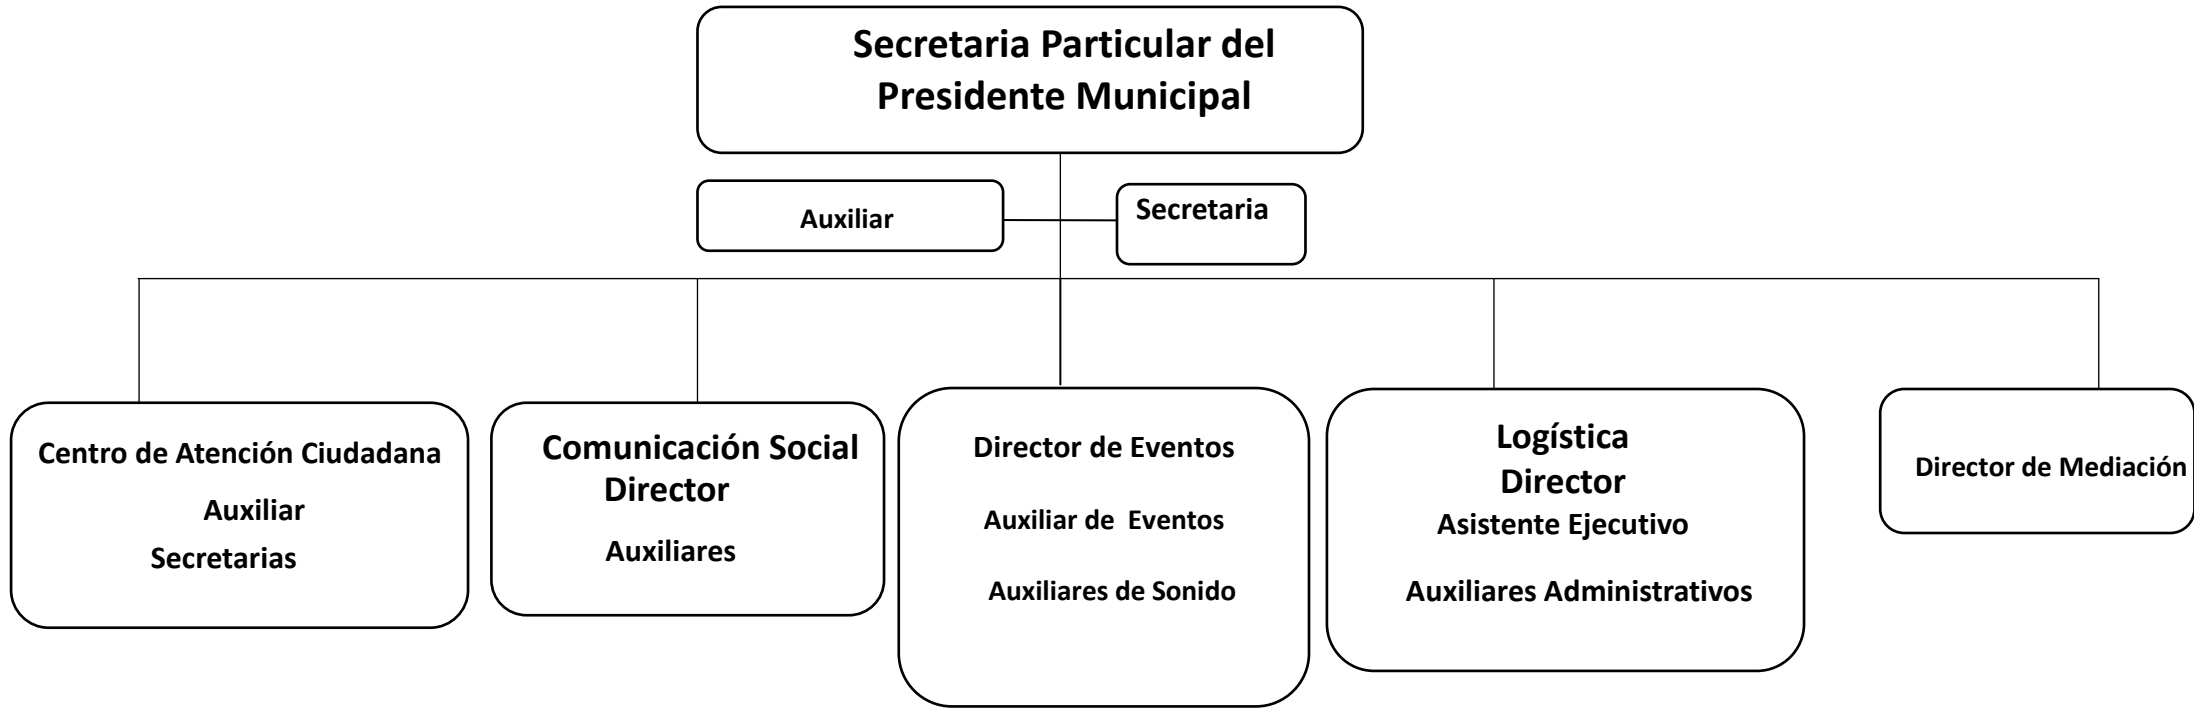 Secretaria Particular del
Presidente Municipal
Auxiliar
Secretaria
Centro de Atención Ciudadana
Auxiliar
Secretarias
Comunicación Social
Director
Auxiliares
Director de Eventos
Auxiliar de  Eventos
Auxiliares de Sonido
Logística
Director
Asistente Ejecutivo
Auxiliares Administrativos
Director de Mediación